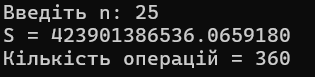 Введіть n: 25
S = 423901386536.0659180
Кількість операцій = 360